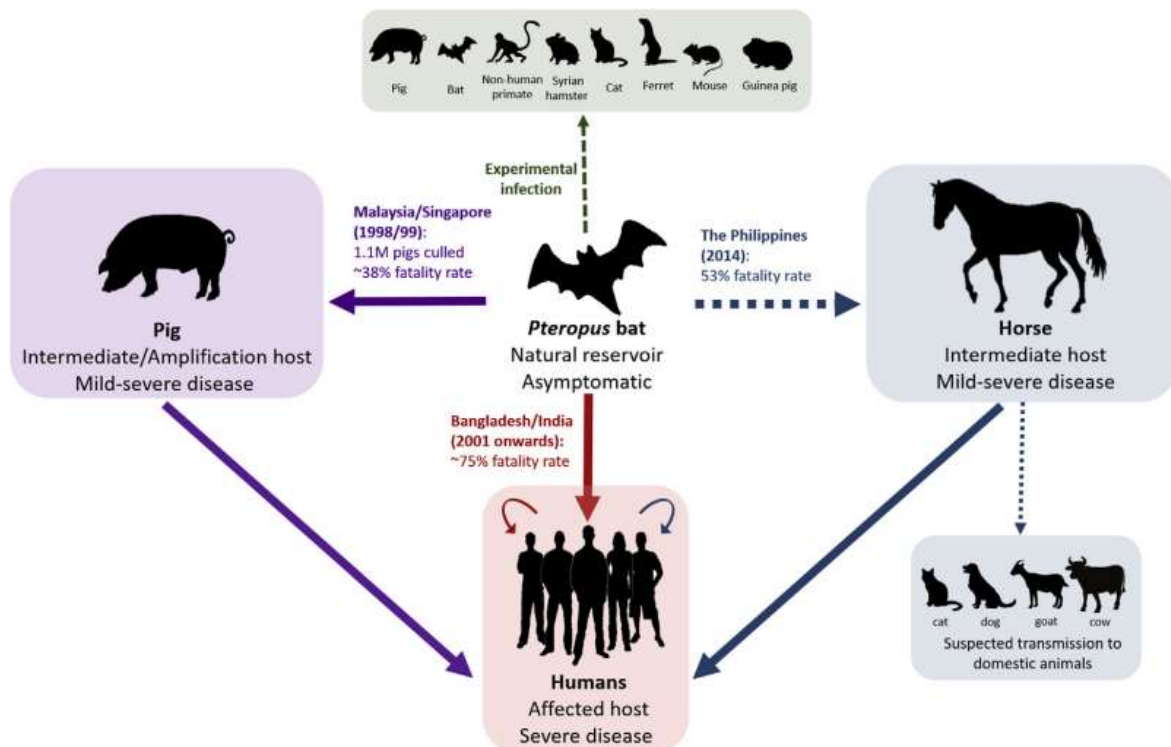 Pig
Bat
Non-human
primate
Syrian
hamster
Cat
Ferret
Mouse
Guinea pig
Experimental
infection
Malaysia/Singapore
(1998/99):
1.1M pigs culled
~38% fatality rate
The Philippines
(2014):
53% fatality rate
Pig
Intermediate/Amplification host
Mild-severe disease
Pteropus bat
Natural reservoir
Asymptomatic
Horse
Intermediate host
Mild-severe disease
Bangladesh/India
(2001 onwards):
~75% fatality rate
cat
dog
goat
cow
Suspected transmission to
domestic animals
Humans
Affected host
Severe disease